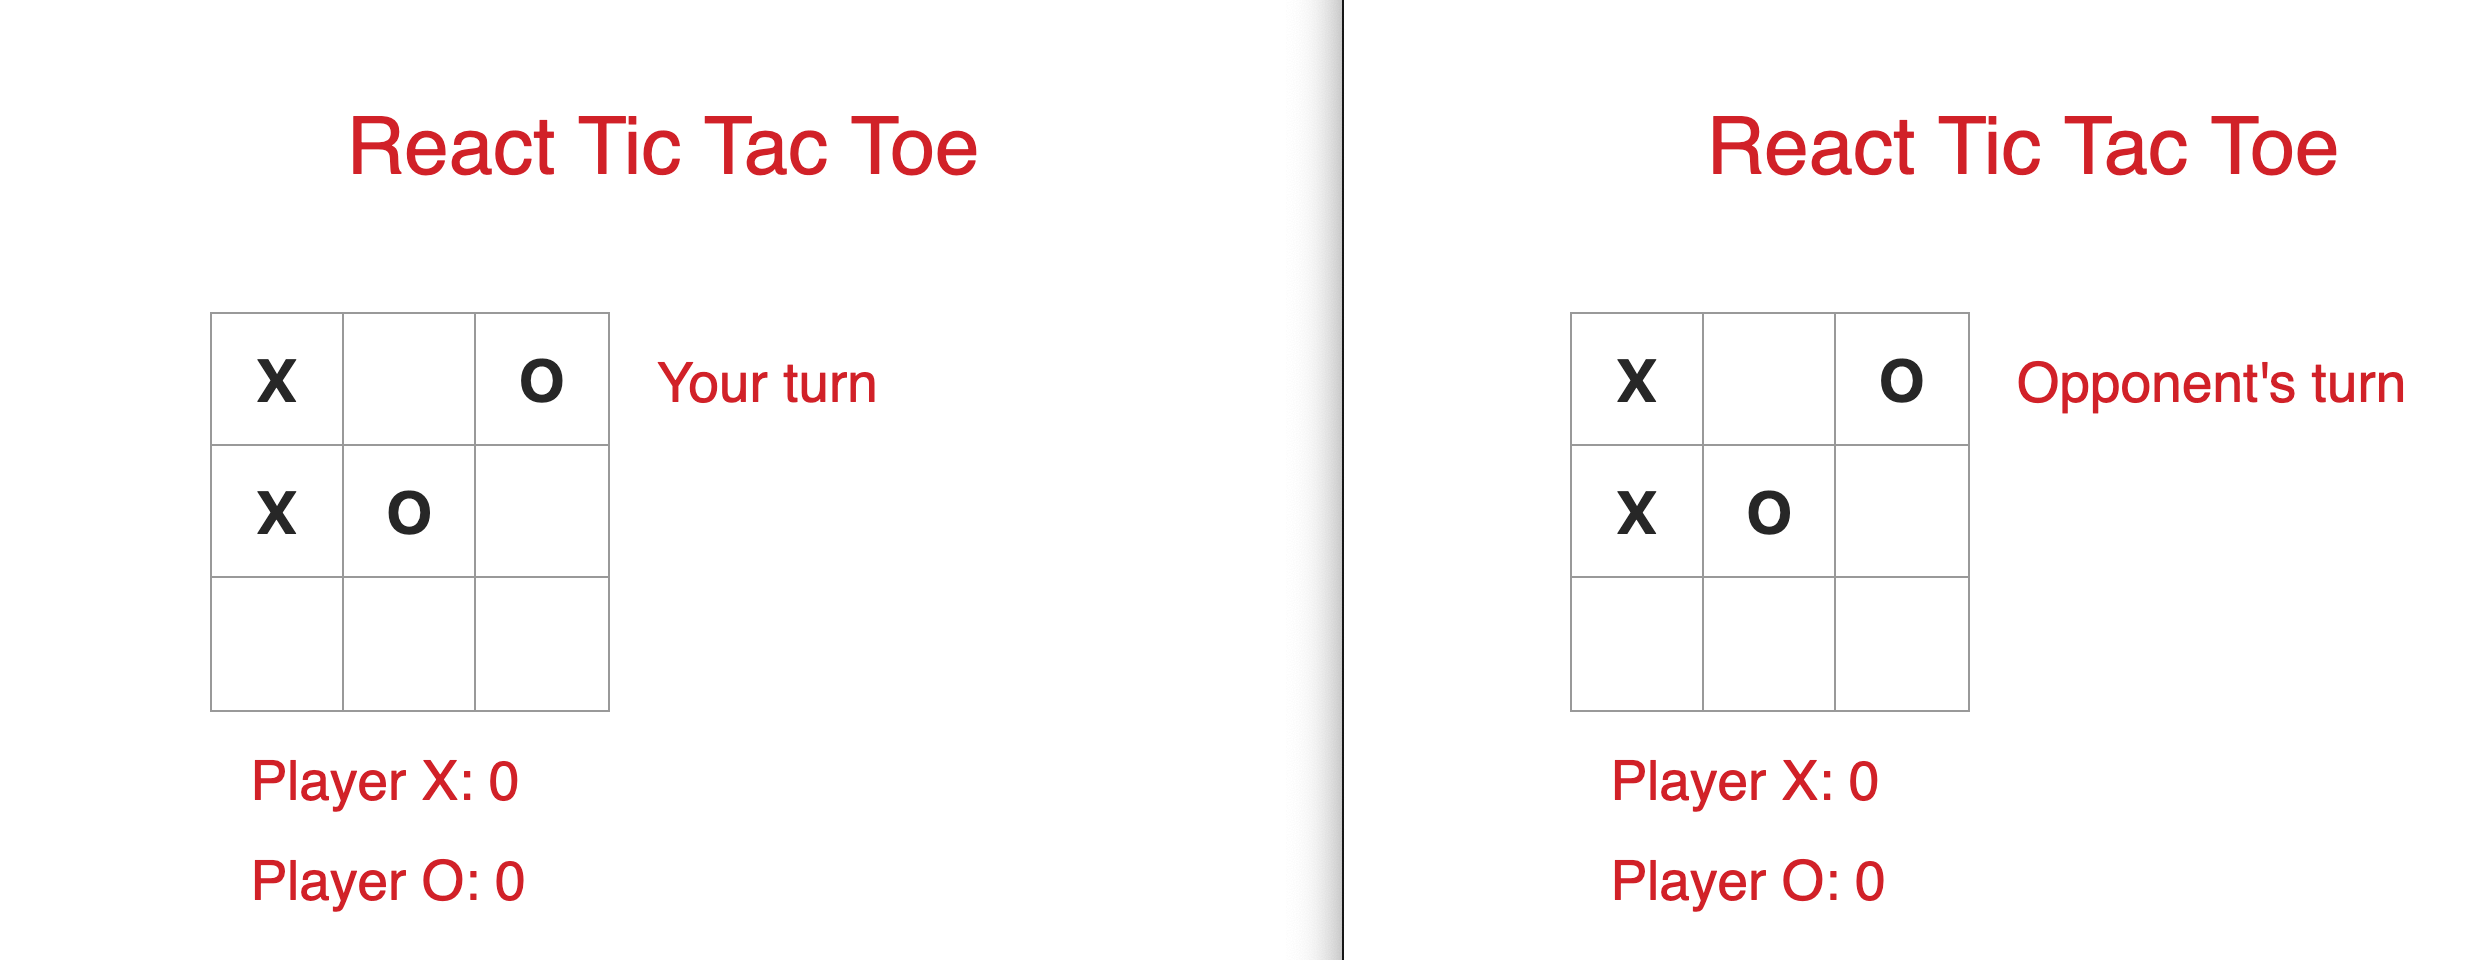 React Tic Tac Toe
X O Your turn
X O
Player X: 0
Player O: 0
React Tic Tac Toe
X O Opponent's turn
X O
Player X: 0
Player O: 0